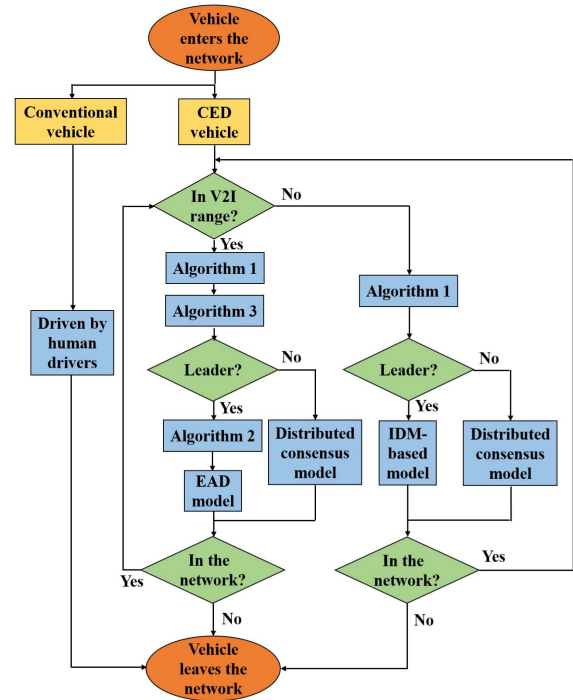 Vehicle
enters the
network
Conventional
vehicle
CED
vehicle
In V2I
range?
No
Yes
Algorithm 1
Algorithm 1
Algorithm 3
Driven by
human
drivers
Leader?
No
Leader?
No
Yes
Yes
Algorithm 2
Distributed
consensus
model
IDM-
based
model
Distributed
consensus
model
EAD
model
In the
network?
Yes
In the
network?
Yes
No
No
Vehicle
leaves the
network